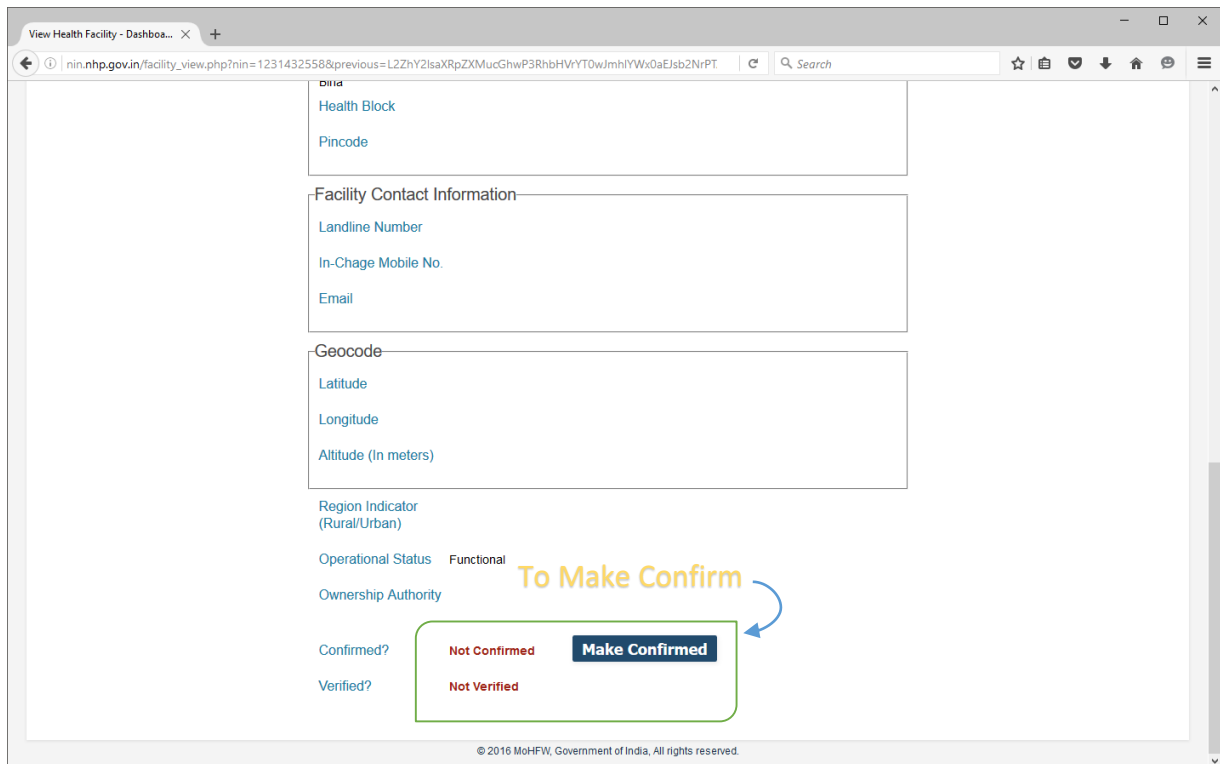 View Health Facility - Dashboa...
nin.nhp.gov.in/facility_view.php?nin=1231432558&previous=L2ZhY2lsaXRpZXMucGhwP3RhbHVrYT0wJmhlYWx0aEJsb2NrPT
Search
Bina
Health Block
Pincode
Facility Contact Information
Landline Number
In-Chage Mobile No.
Email
Geocode
Latitude
Longitude
Altitude (In meters)
Region Indicator
(Rural/Urban)
Operational Status Functional
To Make Confirm
Ownership Authority
Confirmed? Not Confirmed Make Confirmed
Verified? Not Verified
© 2016 MoHFW, Government of India, All rights reserved.